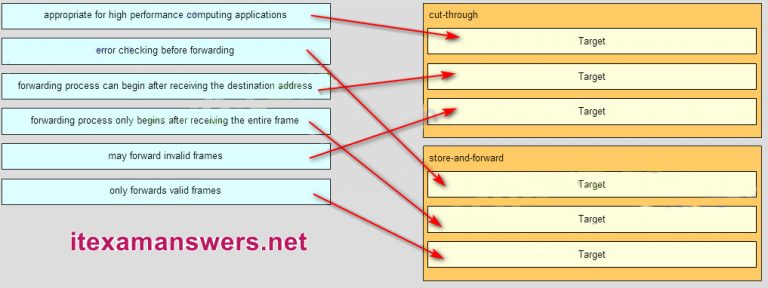 appropriate for high performance computing applications
error checking before forwarding
forwarding process can begin after receiving the destination address
forwarding process only begins after receiving the entire frame
may forward invalid frames
only forwards valid frames
itexamanswers.net
cut-through
Target
Target
Target
store-and-forward
Target
Target
Target